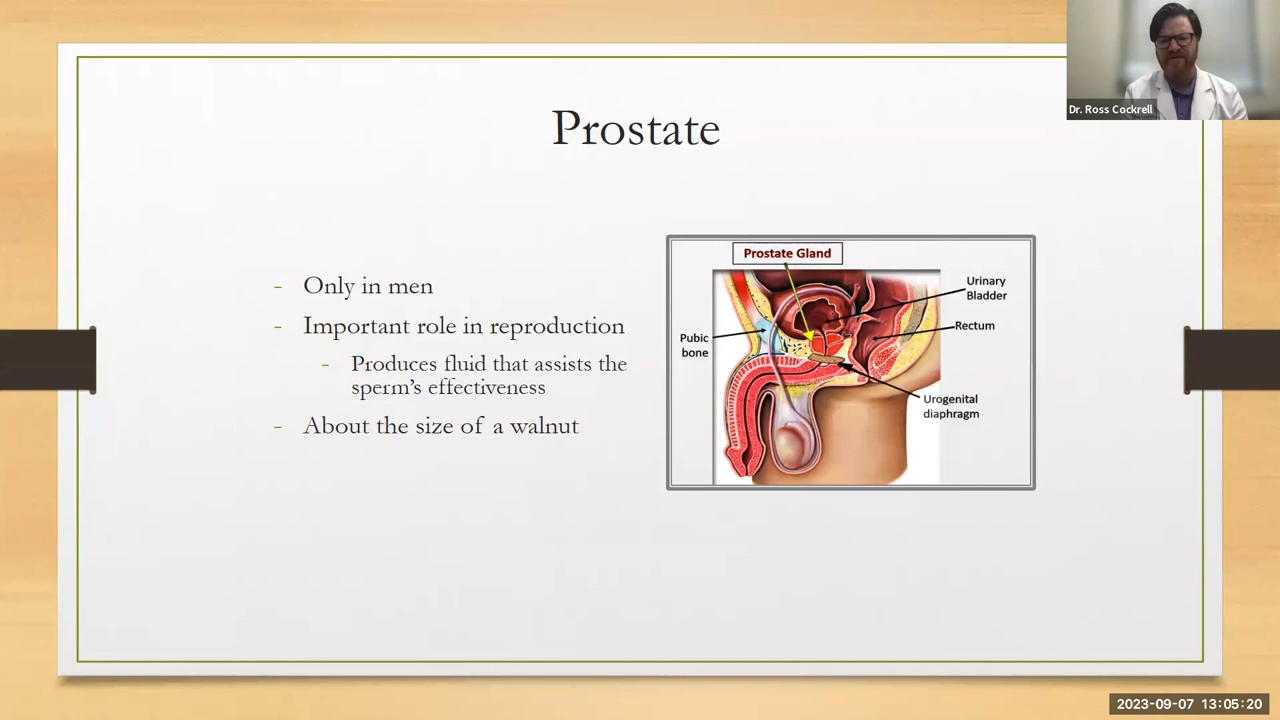 Prostate
Dr. Ross Cockrell
- Only in men
- Important role in reproduction
- Produces fluid that assists the
sperm's effectiveness
- About the size of a walnut
Prostate Gland
Urinary
Bladder
Rectum
Pubic
bone
Urogenital
diaphragm
2023-09-07 13:05:20